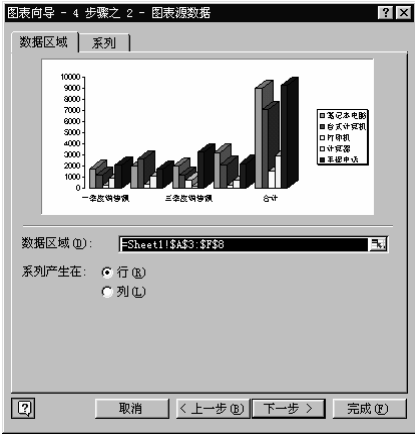 图表向导 - 4 步骤之 2 - 图表源数据
数据区域
系列
10000
9000
8000
7000
6000
5000
4000
3000
2000
1000
0
一季度销售额
三季度销售额
合计
笔记本电脑
台式计算机
打印机
计算器
手提电话
数据区域(D):
=Sheet1!$A$3:$F$8
系列产生在:
行(R)
列(L)
取消
< 上一步(B)
下一步 >
完成(F)